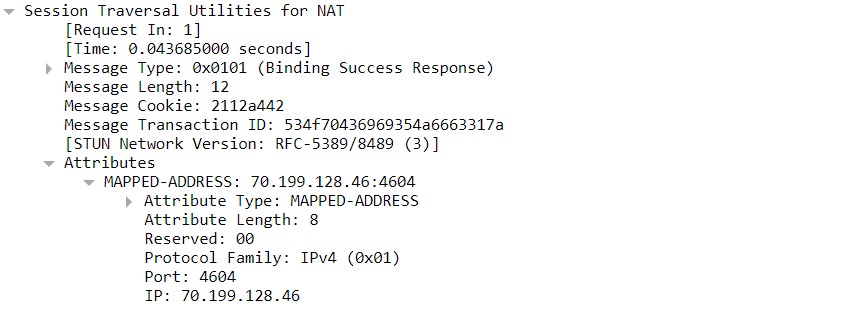 Session Traversal Utilities for NAT
[Request In: 1]
[Time: 0.043685000 seconds]
Message Type: 0x0101 (Binding Success Response)
Message Length: 12
Message Cookie: 2112a442
Message Transaction ID: 534f70436969354a6663317a
[STUN Network Version: RFC-5389/8489 (3)]
Attributes
MAPPED-ADDRESS: 70.199.128.46:4604
Attribute Type: MAPPED-ADDRESS
Attribute Length: 8
Reserved: 00
Protocol Family: IPv4 (0x01)
Port: 4604
IP: 70.199.128.46